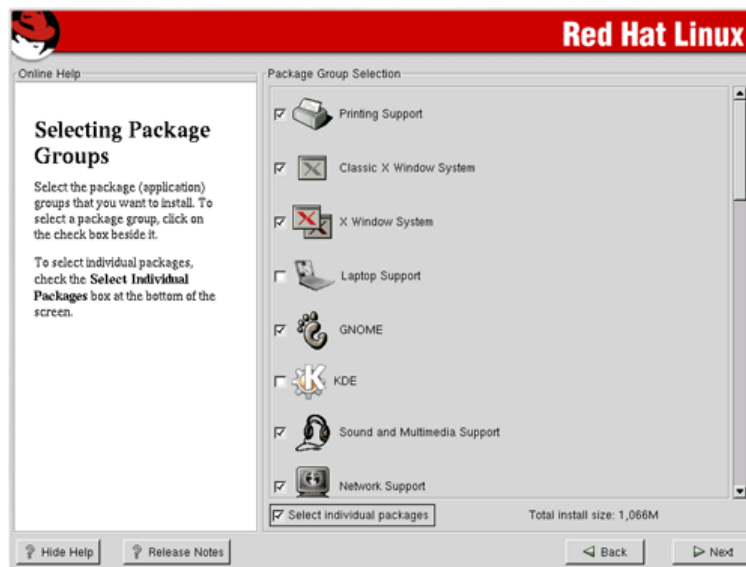 Red Hat Linux
Online Help
Selecting Package
Groups
Select the package (application)
groups that you want to install. To
select a package group, click on
the check box beside it.
To select individual packages,
check the Select Individual
Packages box at the bottom of the
screen.
Package Group Selection
Printing Support
Classic X Window System
X Window System
Laptop Support
GNOME
KDE
Sound and Multimedia Support
Network Support
Select individual packages
Total install size: 1,066M
Hide Help
Release Notes
Back
Next